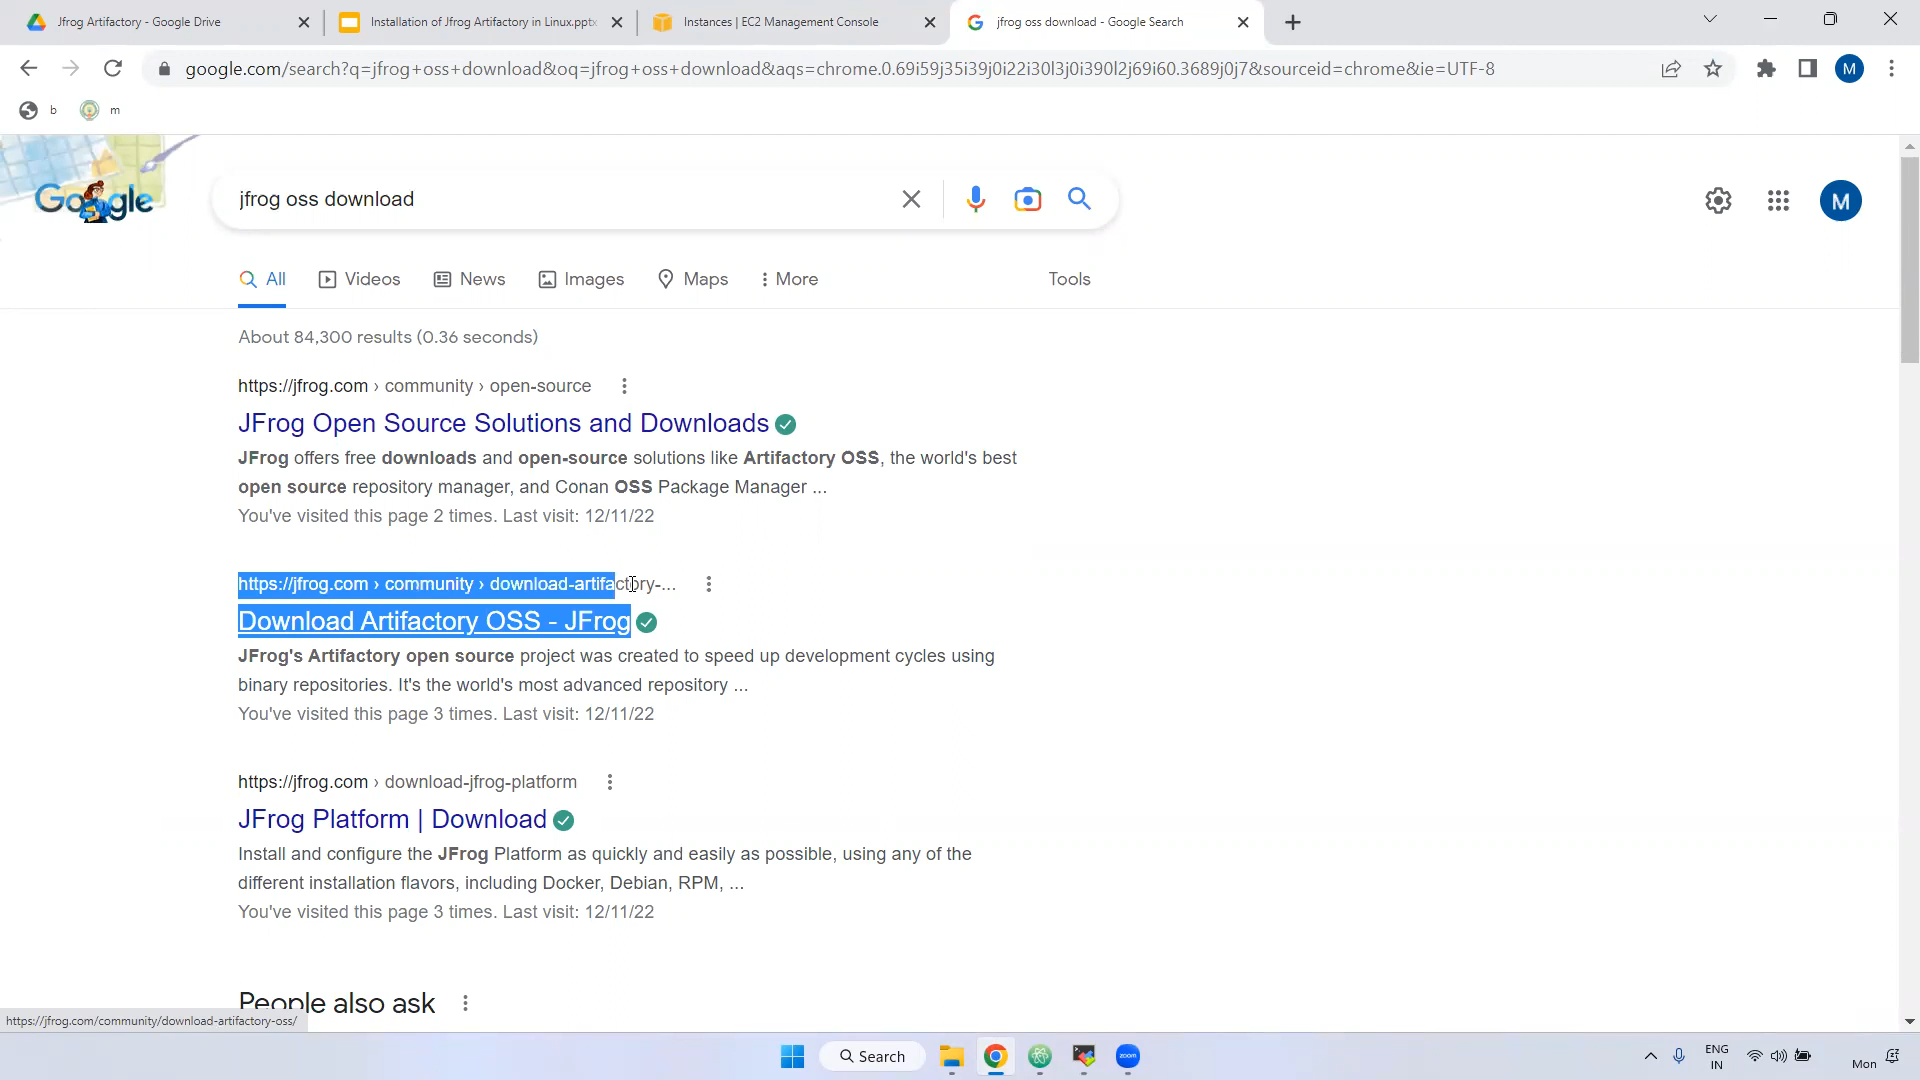 Jfrog Artifactory - Google Drive
Installation of Jfrog Artifactory in Linux.pptx
Instances | EC2 Management Console
jfrog oss download - Google Search
google.com/search?q=jfrog+oss+download&oq=jfrog+oss+download&aqs=chrome.0.69i59j35i39j0i22i30l3j0i390l2j69i60.3689j0j7&sourceid=chrome&ie=UTF-8
M
b
m
Google
jfrog oss download
M
All
Videos
News
Images
Maps
More
Tools
About 84,300 results (0.36 seconds)
https://jfrog.com › community › open-source
JFrog Open Source Solutions and Downloads
JFrog offers free downloads and open-source solutions like Artifactory OSS, the world's best
open source repository manager, and Conan OSS Package Manager ...
You've visited this page 2 times. Last visit: 12/11/22
https://jfrog.com › community › download-artifactory-...
Download Artifactory OSS - JFrog
JFrog's Artifactory open source project was created to speed up development cycles using
binary repositories. It's the world's most advanced repository ...
You've visited this page 3 times. Last visit: 12/11/22
https://jfrog.com › download-jfrog-platform
JFrog Platform | Download
Install and configure the JFrog Platform as quickly and easily as possible, using any of the
different installation flavors, including Docker, Debian, RPM, ...
You've visited this page 3 times. Last visit: 12/11/22
People also ask
https://jfrog.com/community/download-artifactory-oss/
Search
zoom
ENG
IN
Mon